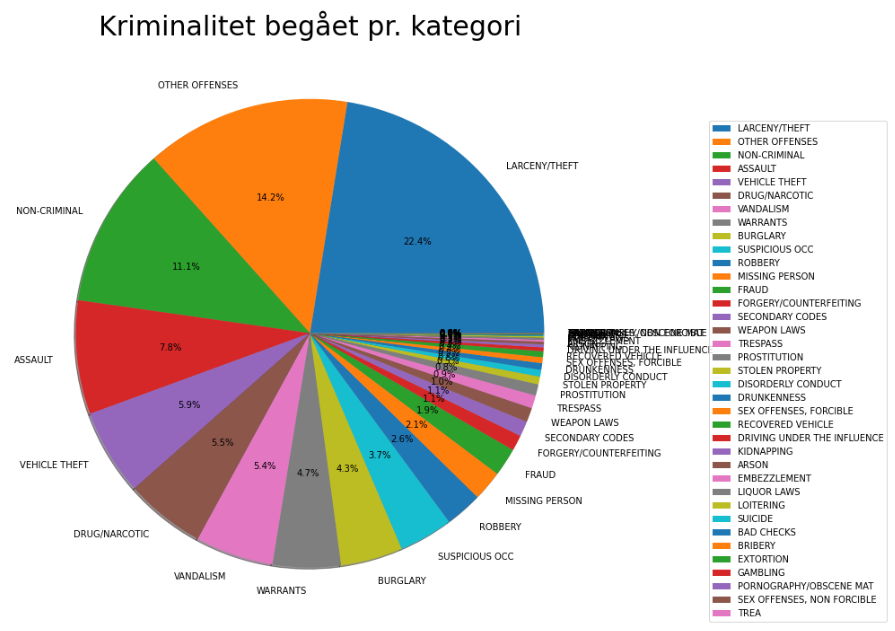 Kriminalitet begået pr. kategori
OTHER OFFENSES
LARCENY/THEFT
NON-CRIMINAL
ASSAULT
VEHICLE THEFT
DRUG/NARCOTIC
VANDALISM
WARRANTS
BURGLARY
SUSPICIOUS OCC
ROBBERY
MISSING PERSON
FRAUD
FORGERY/COUNTERFEITING
SECONDARY CODES
WEAPON LAWS
TRESPASS
PROSTITUTION
STOLEN PROPERTY
DISORDERLY CONDUCT
DRUNKENNESS
SEX OFFENSES, FORCIBLE
RECOVERED VEHICLE
DRIVING UNDER THE INFLUENCE
22.4%
14.2%
11.1%
7.8%
5.9%
5.5%
5.4%
4.7%
4.3%
3.7%
2.6%
2.1%
1.9%
1.1%
1.1%
1.0%
0.9%
0.8%
LARCENY/THEFT
OTHER OFFENSES
NON-CRIMINAL
ASSAULT
VEHICLE THEFT
DRUG/NARCOTIC
VANDALISM
WARRANTS
BURGLARY
SUSPICIOUS OCC
ROBBERY
MISSING PERSON
FRAUD
FORGERY/COUNTERFEITING
SECONDARY CODES
WEAPON LAWS
TRESPASS
PROSTITUTION
STOLEN PROPERTY
DISORDERLY CONDUCT
DRUNKENNESS
SEX OFFENSES, FORCIBLE
RECOVERED VEHICLE
DRIVING UNDER THE INFLUENCE
KIDNAPPING
ARSON
EMBEZZLEMENT
LIQUOR LAWS
LOITERING
SUICIDE
BAD CHECKS
BRIBERY
EXTORTION
GAMBLING
PORNOGRAPHY/OBSCENE MAT
SEX OFFENSES, NON FORCIBLE
TREA